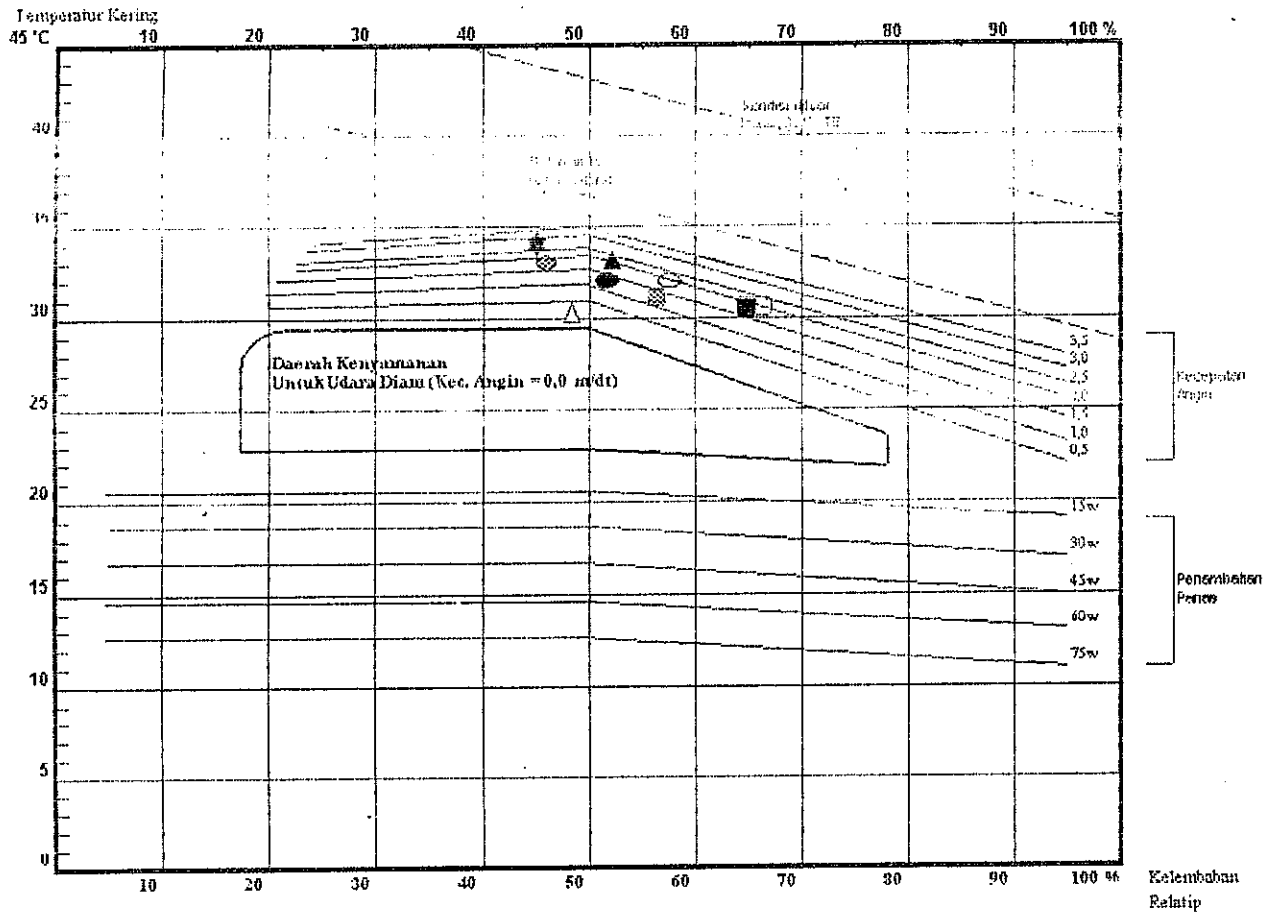 Temperatur Kering
45 °C 10 20 30 40 50 60 70 80 90 100 %
40
35
30
Daerah Kenyamanan
Untuk Udara Diam (Kec. Angin = 0,0 m/dt)
3,5
3,0
2,5
2,0
1,5
1,0
0,5
Kecepatan
Angin
25
20
15w
30w
45w
60w
75w
Penambahan
Panas
15
10
5
0
10 20 30 40 50 60 70 80 90 100 %
Kelembaban
Relatip